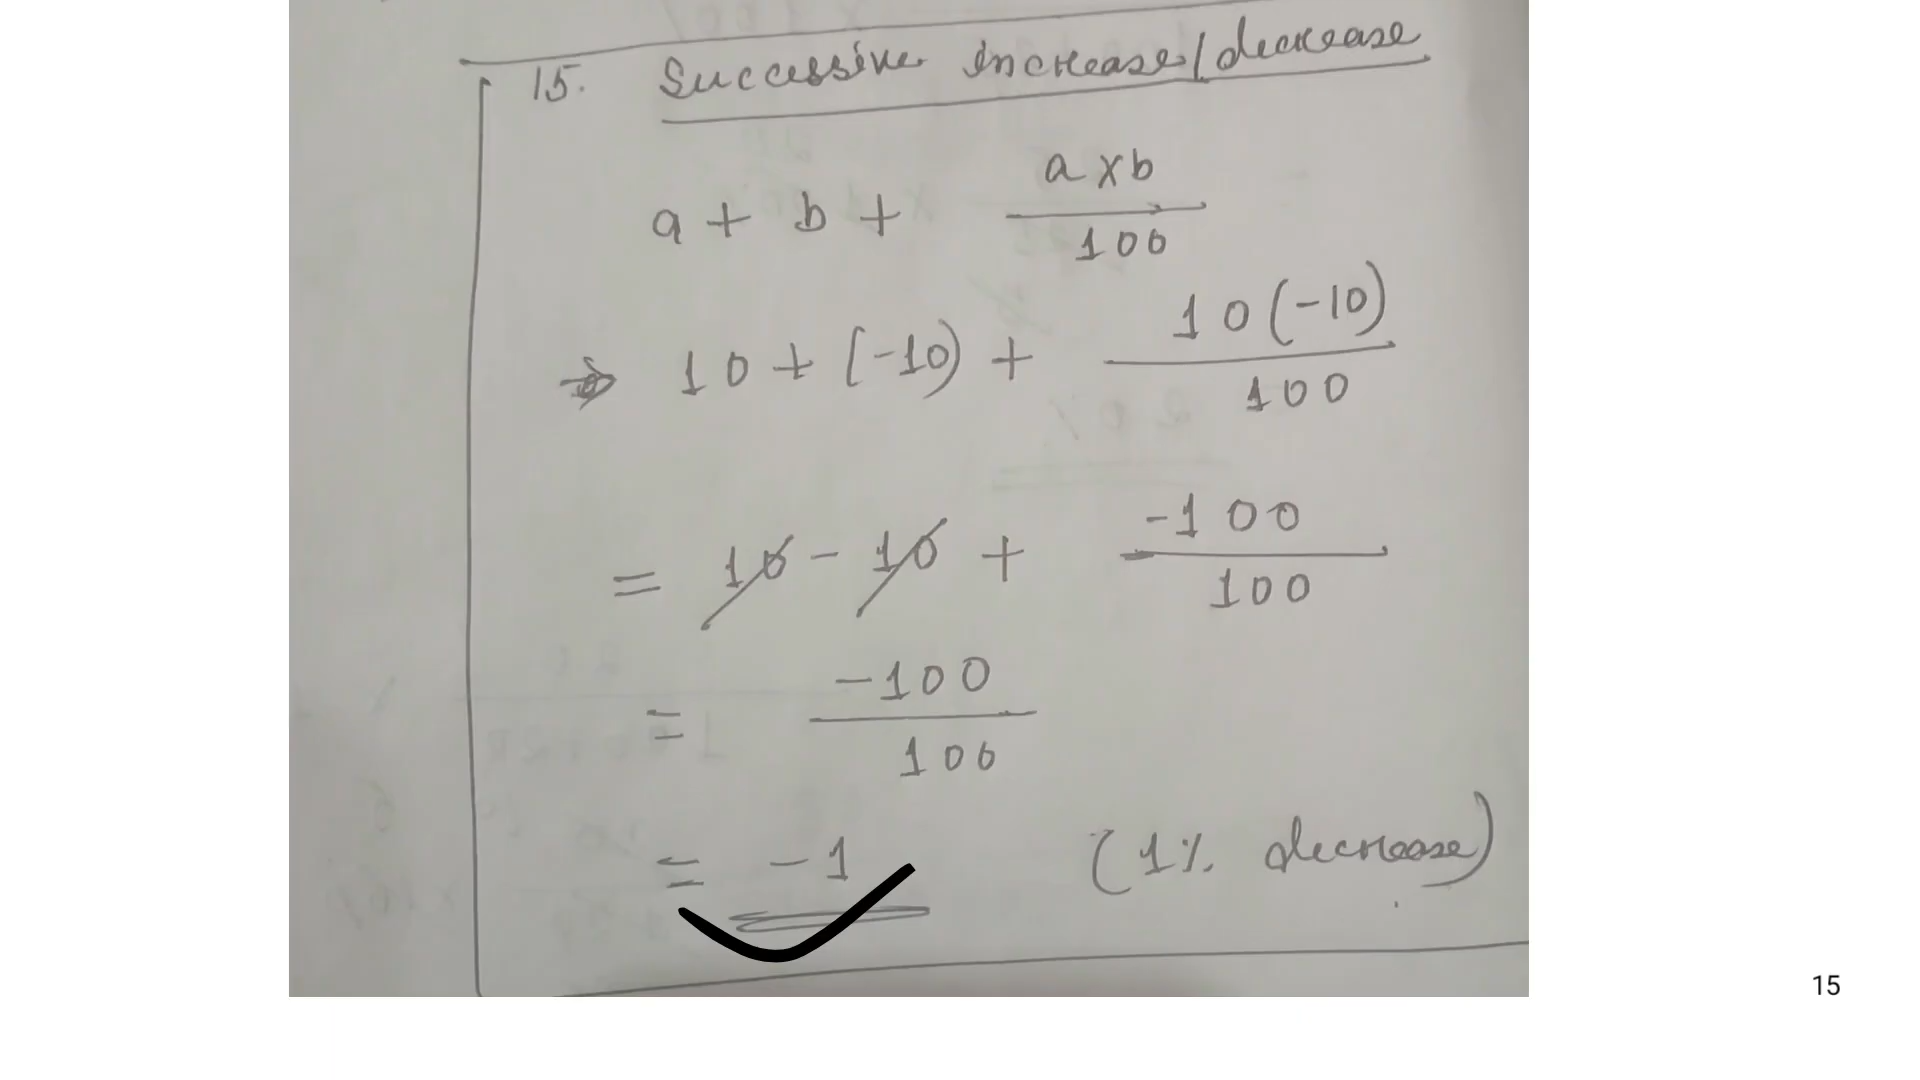 15. Successive increase/decrease
a + b + a x b / 100
⇒ 10 + (-10) + 10(-10) / 100
= 10 - 10 + -100 / 100
= -100 / 100
= -1 (1% decrease)
15